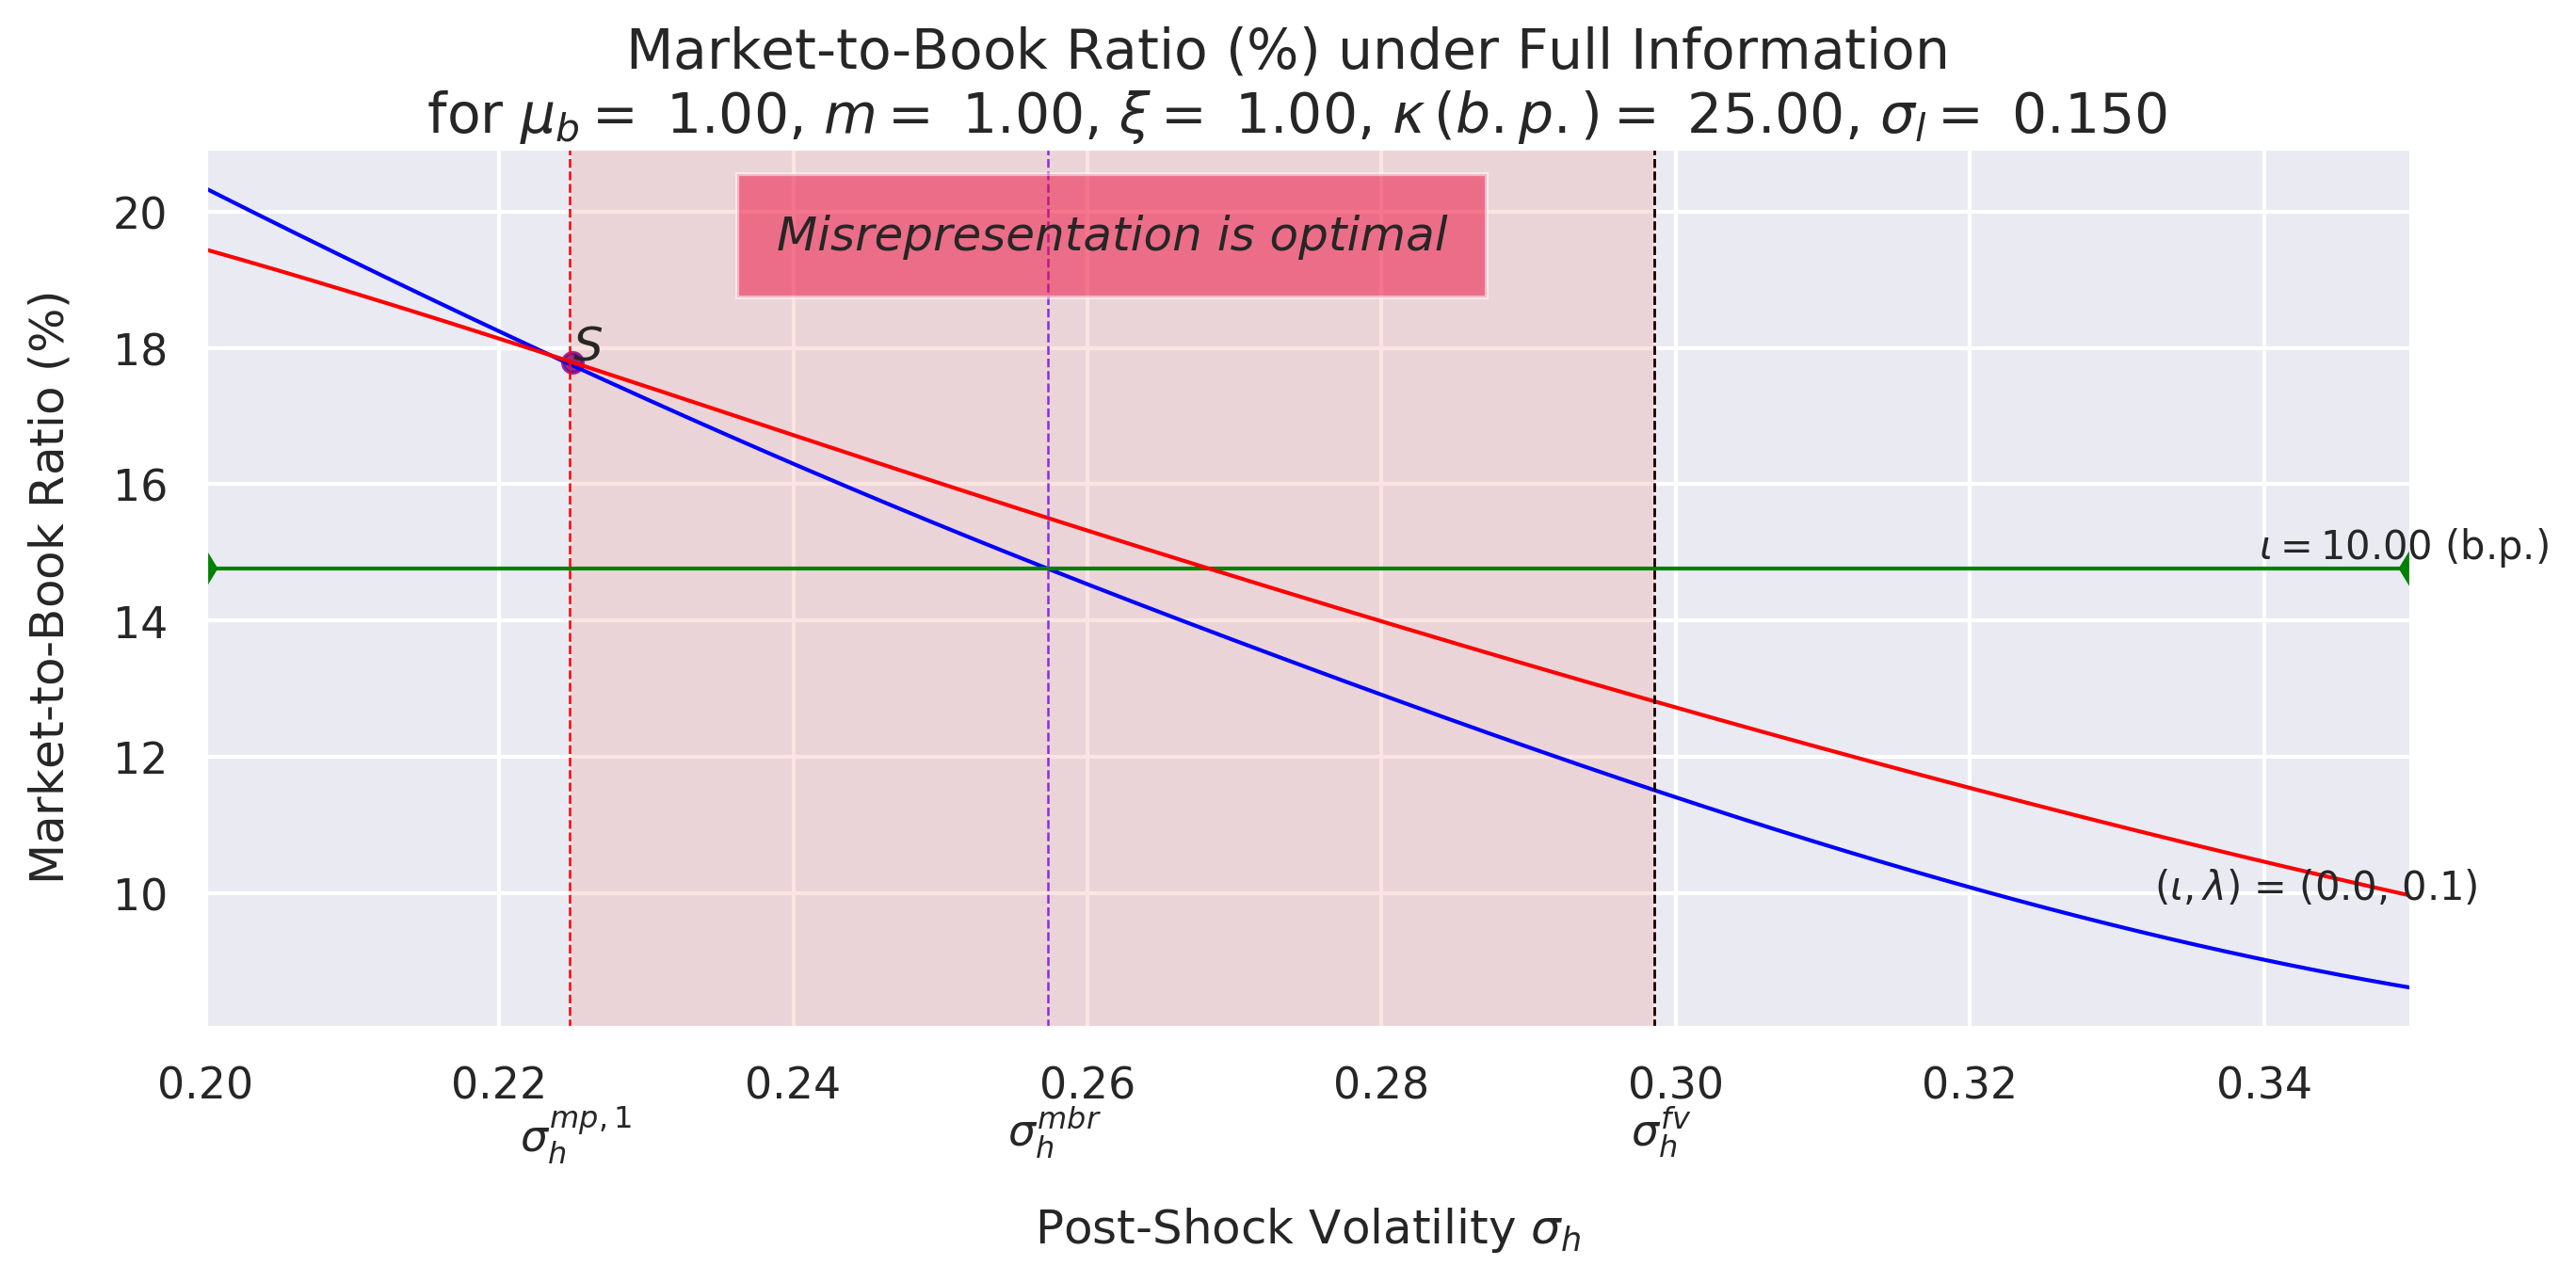 Market-to-Book Ratio (%) under Full Information
for μ_b = 1.00, m = 1.00, ξ = 1.00, κ (b.p.) = 25.00, σ_l = 0.150
Misrepresentation is optimal
S
ι = 10.00 (b.p.)
(ι, λ) = (0.0, 0.1)
Market-to-Book Ratio (%)
20
18
16
14
12
10
0.20 0.22 0.24 0.26 0.28 0.30 0.32 0.34
σ_h^{mp,1} σ_h^{mbr} σ_h^{fv}
Post-Shock Volatility σ_h